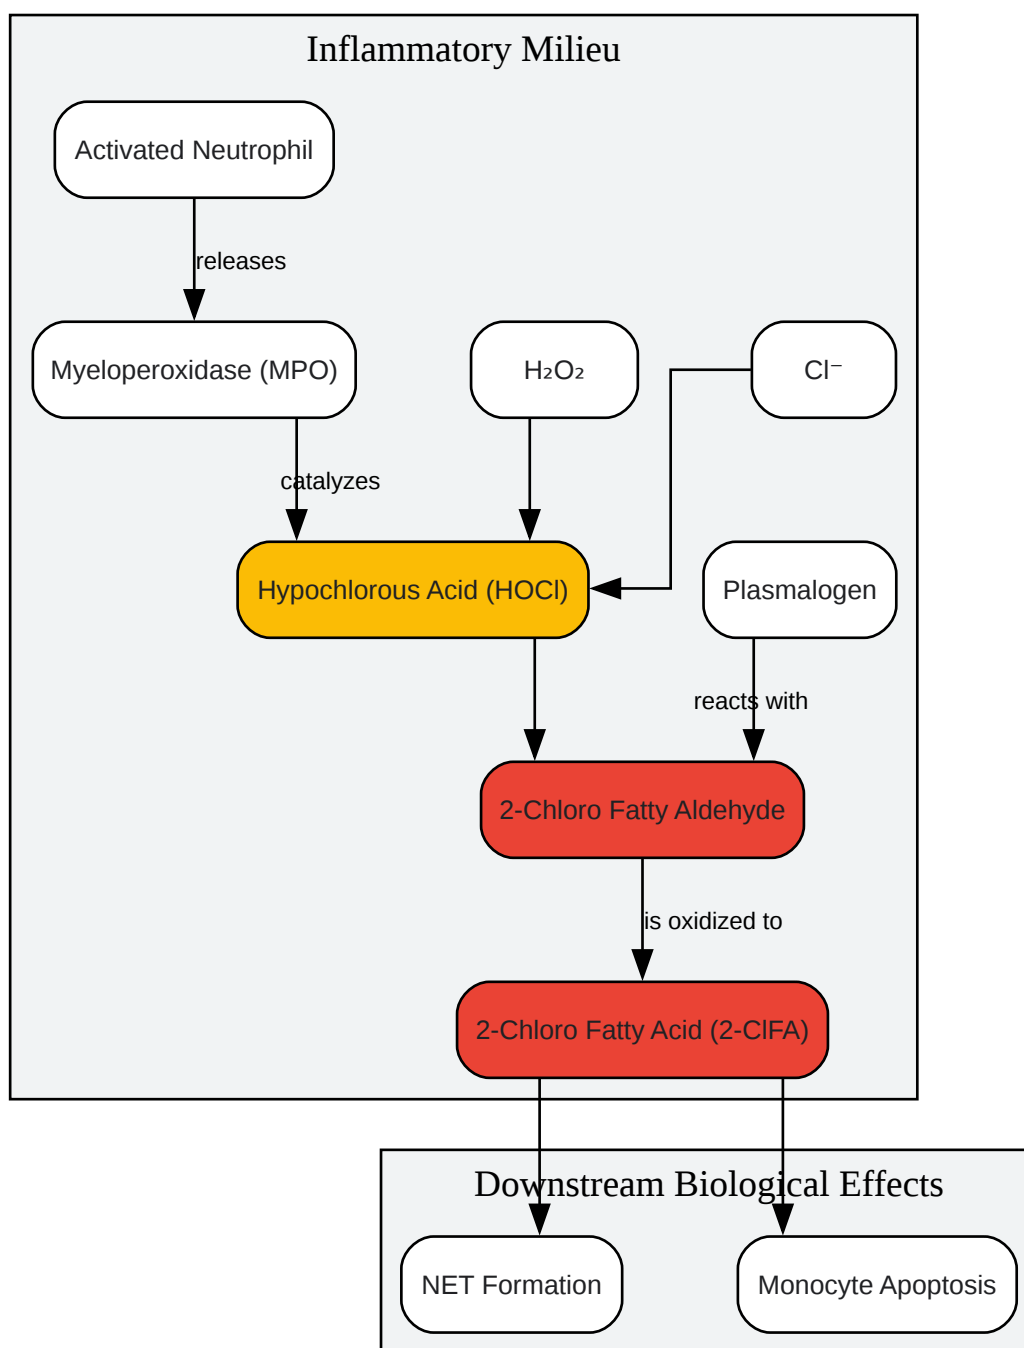 Inflammatory Milieu
Activated Neutrophil
releases
Myeloperoxidase (MPO)
H₂O₂
Cl⁻
catalyzes
Hypochlorous Acid (HOCl)
Plasmalogen
reacts with
2-Chloro Fatty Aldehyde
is oxidized to
2-Chloro Fatty Acid (2-ClFA)
Downstream Biological Effects
NET Formation
Monocyte Apoptosis